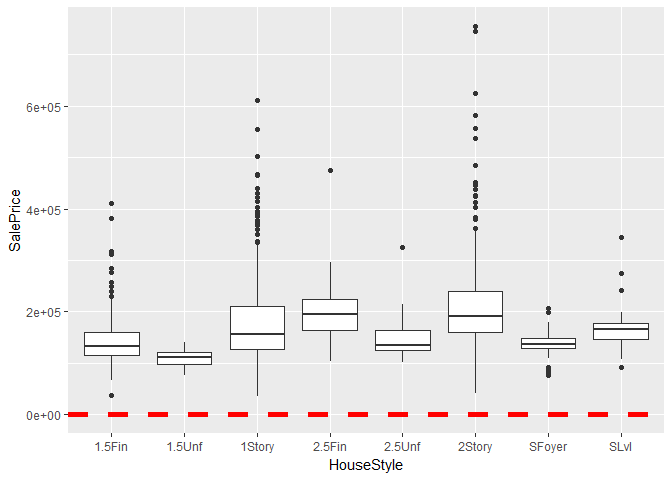 SalePrice
6e+05
4e+05
2e+05
0e+00
1.5Fin 1.5Unf 1Story 2.5Fin 2.5Unf 2Story SFoyer SLvl
HouseStyle